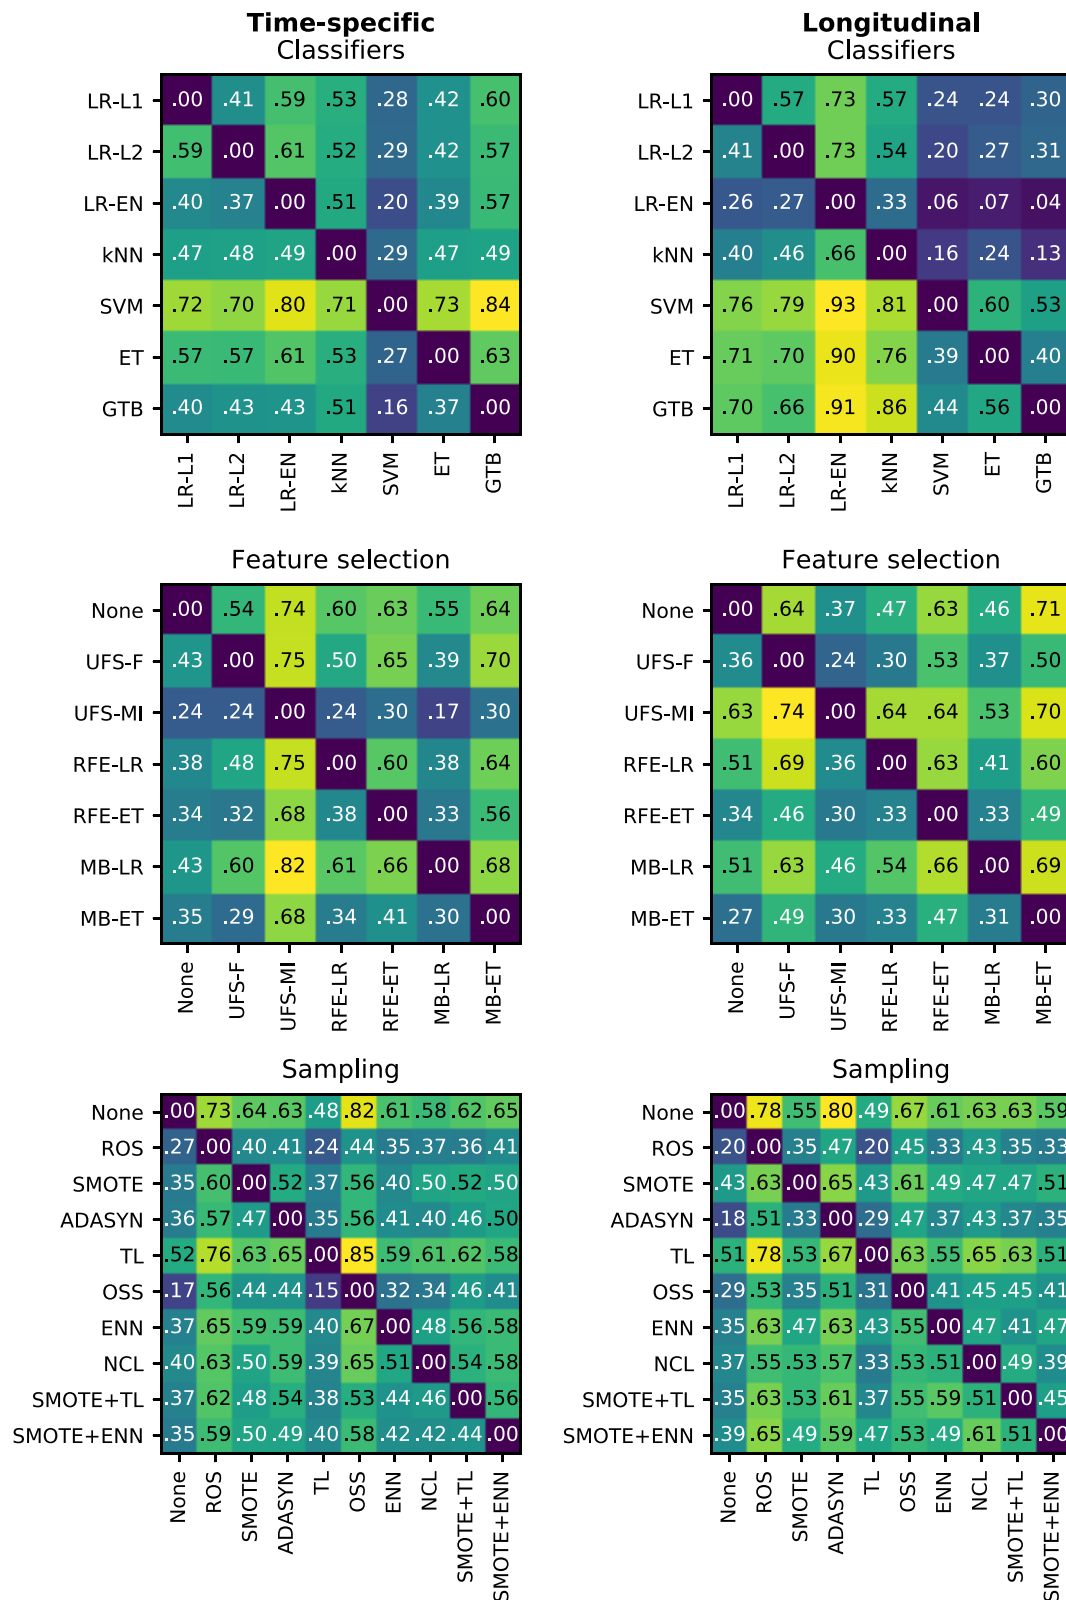 Time-specific
Classifiers
LR-L1 .00 .41 .59 .53 .28 .42 .60
LR-L2 .59 .00 .61 .52 .29 .42 .57
LR-EN .40 .37 .00 .51 .20 .39 .57
kNN .47 .48 .49 .00 .29 .47 .49
SVM .72 .70 .80 .71 .00 .73 .84
ET .57 .57 .61 .53 .27 .00 .63
GTB .40 .43 .43 .51 .16 .37 .00
LR-L1 LR-L2 LR-EN kNN SVM ET GTB
Longitudinal
Classifiers
LR-L1 .00 .57 .73 .57 .24 .24 .30
LR-L2 .41 .00 .73 .54 .20 .27 .31
LR-EN .26 .27 .00 .33 .06 .07 .04
kNN .40 .46 .66 .00 .16 .24 .13
SVM .76 .79 .93 .81 .00 .60 .53
ET .71 .70 .90 .76 .39 .00 .40
GTB .70 .66 .91 .86 .44 .56 .00
LR-L1 LR-L2 LR-EN kNN SVM ET GTB
Feature selection
None .00 .54 .74 .60 .63 .55 .64
UFS-F .43 .00 .75 .50 .65 .39 .70
UFS-MI .24 .24 .00 .24 .30 .17 .30
RFE-LR .38 .48 .75 .00 .60 .38 .64
RFE-ET .34 .32 .68 .38 .00 .33 .56
MB-LR .43 .60 .82 .61 .66 .00 .68
MB-ET .35 .29 .68 .34 .41 .30 .00
None UFS-F UFS-MI RFE-LR RFE-ET MB-LR MB-ET
Feature selection
None .00 .64 .37 .47 .63 .46 .71
UFS-F .36 .00 .24 .30 .53 .37 .50
UFS-MI .63 .74 .00 .64 .64 .53 .70
RFE-LR .51 .69 .36 .00 .63 .41 .60
RFE-ET .34 .46 .30 .33 .00 .33 .49
MB-LR .51 .63 .46 .54 .66 .00 .69
MB-ET .27 .49 .30 .33 .47 .31 .00
None UFS-F UFS-MI RFE-LR RFE-ET MB-LR MB-ET
Sampling
None .00 .73 .64 .63 .48 .82 .61 .58 .62 .65
ROS .27 .00 .40 .41 .24 .44 .35 .37 .36 .41
SMOTE .35 .60 .00 .52 .37 .56 .40 .50 .52 .50
ADASYN .36 .57 .47 .00 .35 .56 .41 .40 .46 .50
TL .52 .76 .63 .65 .00 .85 .59 .61 .62 .58
OSS .17 .56 .44 .44 .15 .00 .32 .34 .46 .41
ENN .37 .65 .59 .59 .40 .67 .00 .48 .56 .58
NCL .40 .63 .50 .59 .39 .65 .51 .00 .54 .58
SMOTE+TL .37 .62 .48 .54 .38 .53 .44 .46 .00 .56
SMOTE+ENN .35 .59 .50 .49 .40 .58 .42 .42 .44 .00
None ROS SMOTE ADASYN TL OSS ENN NCL SMOTE+TL SMOTE+ENN
Sampling
None .00 .78 .55 .80 .49 .67 .61 .63 .63 .59
ROS .20 .00 .35 .47 .20 .45 .33 .43 .35 .33
SMOTE .43 .63 .00 .65 .43 .61 .49 .47 .47 .51
ADASYN .18 .51 .33 .00 .29 .47 .37 .43 .37 .35
TL .51 .78 .53 .67 .00 .63 .55 .65 .63 .51
OSS .29 .53 .35 .51 .31 .00 .41 .45 .45 .41
ENN .35 .63 .47 .63 .43 .55 .00 .47 .41 .47
NCL .37 .55 .53 .57 .33 .53 .51 .00 .49 .39
SMOTE+TL .35 .63 .53 .61 .37 .55 .59 .51 .00 .45
SMOTE+ENN .39 .65 .49 .59 .47 .53 .49 .61 .51 .00
None ROS SMOTE ADASYN TL OSS ENN NCL SMOTE+TL SMOTE+ENN